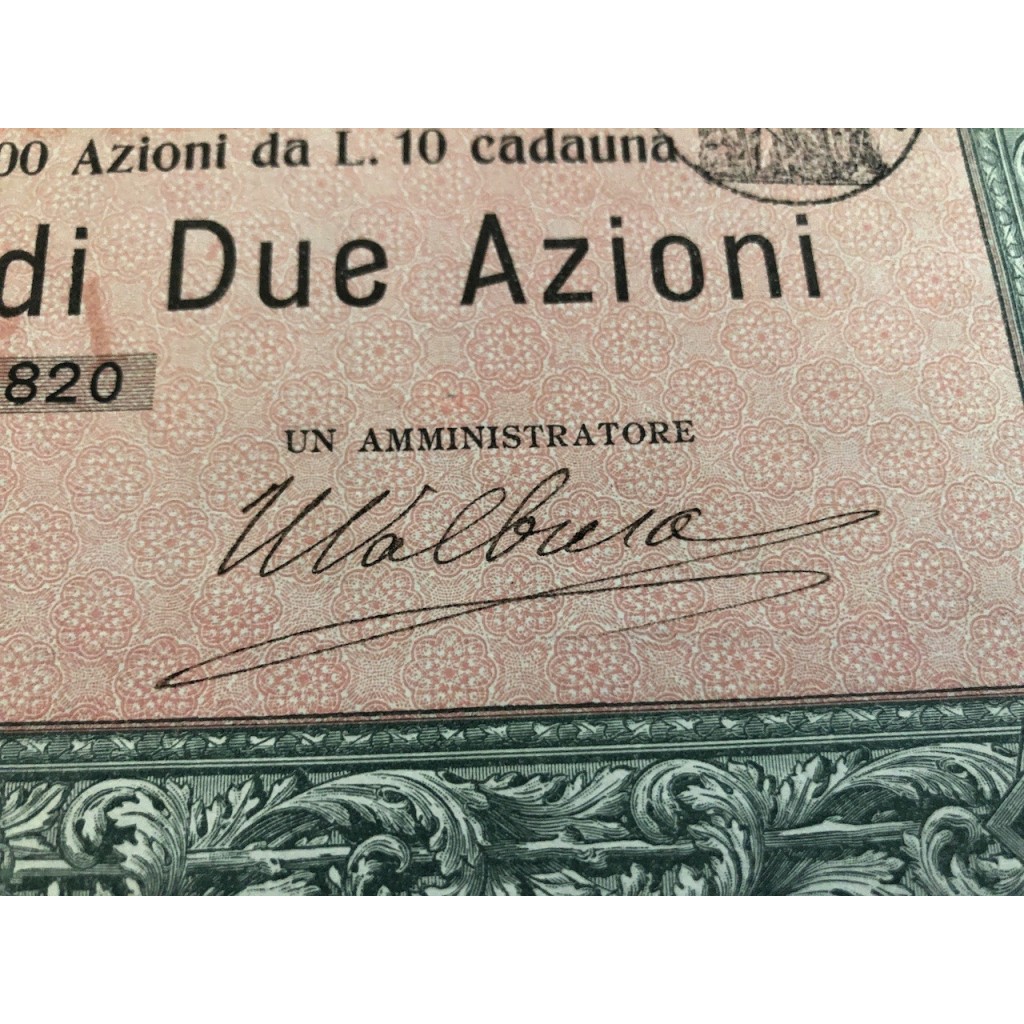 00 Azioni da L. 10 cadauna
di Due Azioni
820
UN AMMINISTRATORE